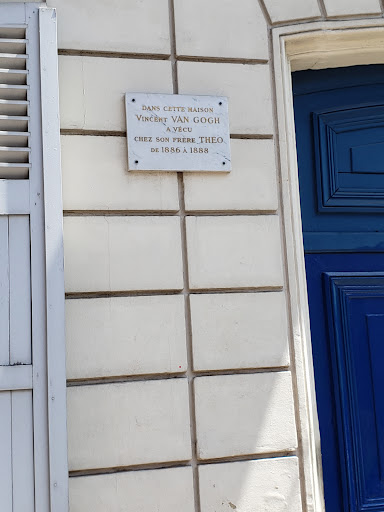 DANS CETTE MAISON
VINCENT VAN GOGH
A VÉCU
CHEZ SON FRÈRE THÉO
DE 1886 À 1888